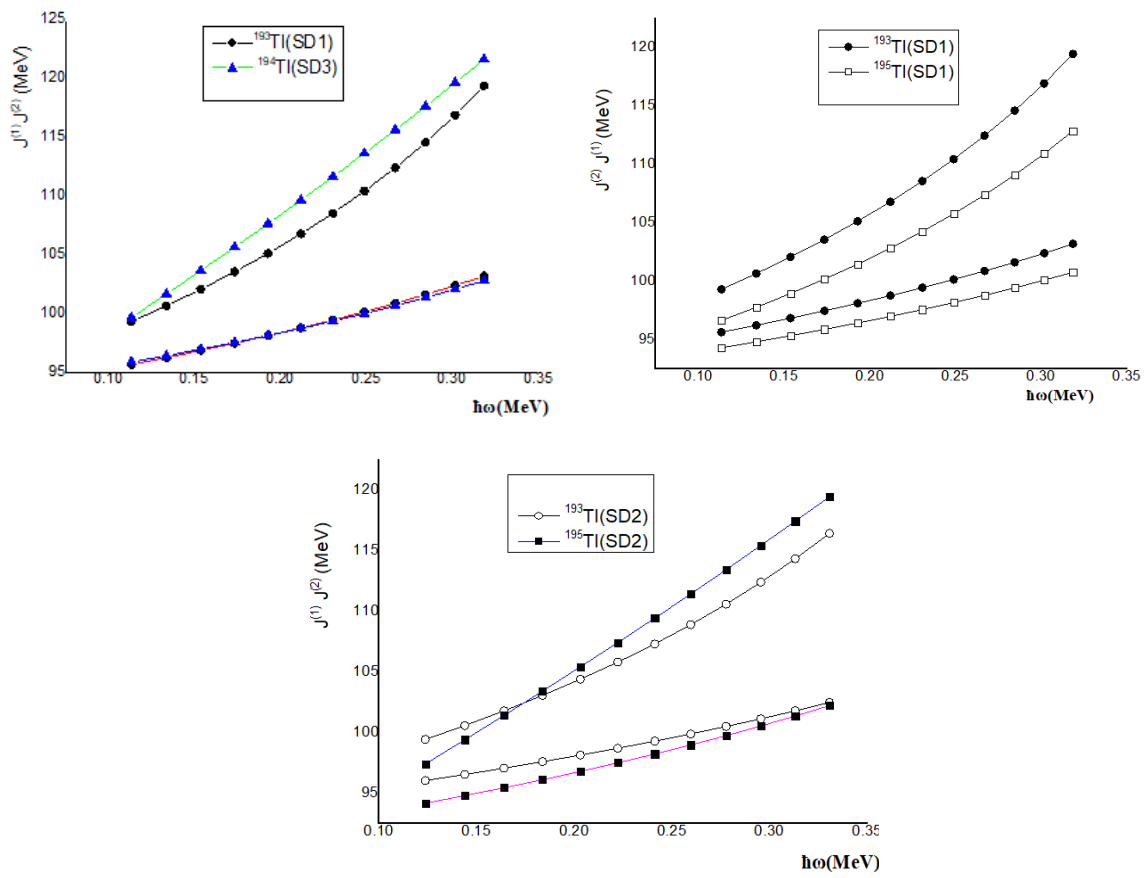 125
120
115
110
105
100
95
J⁽¹⁾ J⁽²⁾ (MeV)
¹⁹³Tl(SD1)
¹⁹⁴Tl(SD3)
0.10 0.15 0.20 0.25 0.30 0.35
ħω(MeV)
120
115
110
105
100
95
J⁽²⁾ J⁽¹⁾ (MeV)
¹⁹³Tl(SD1)
¹⁹⁵Tl(SD1)
0.10 0.15 0.20 0.25 0.30 0.35
ħω(MeV)
120
115
110
105
100
95
J⁽¹⁾ J⁽²⁾ (MeV)
¹⁹³Tl(SD2)
¹⁹⁵Tl(SD2)
0.10 0.15 0.20 0.25 0.30 0.35
ħω(MeV)